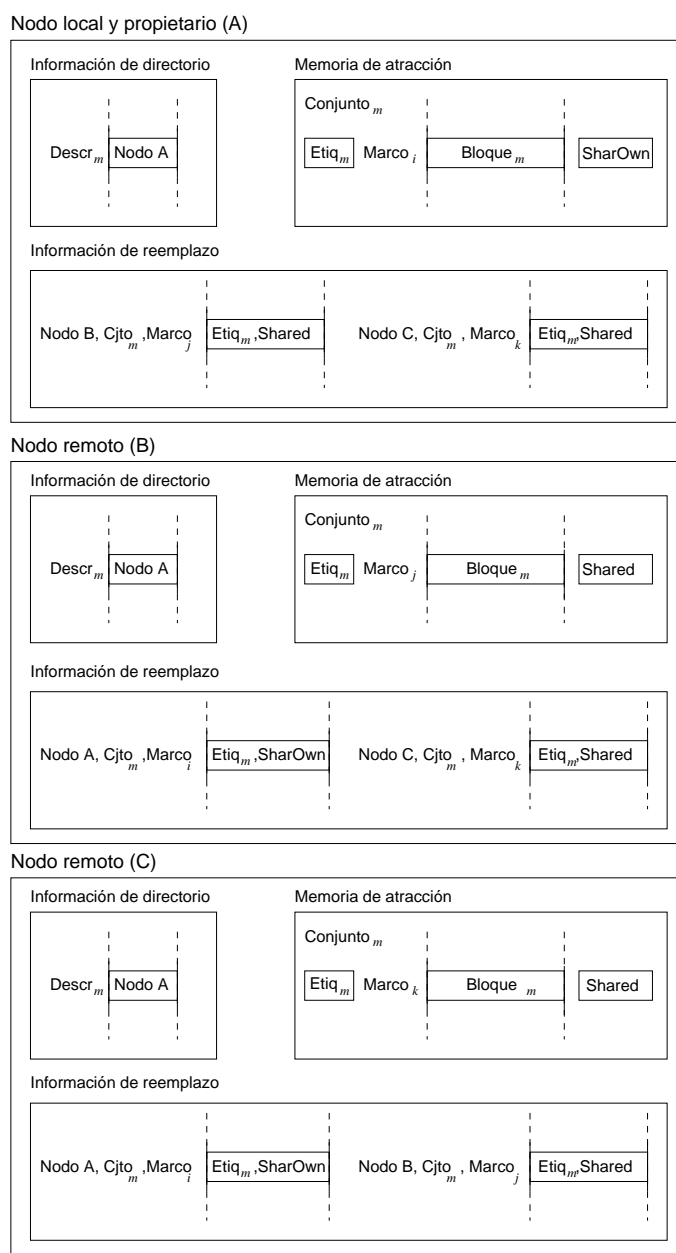 Nodo local y propietario (A)
Información de directorio Memoria de atracción
Conjunto m
Descr m Nodo A Etiq m Marco i Bloque m SharOwn
Información de reemplazo
Nodo B, Cjto m ,Marco j Etiq m ,Shared Nodo C, Cjto m , Marco k Etiq m ,Shared
Nodo remoto (B)
Información de directorio Memoria de atracción
Conjunto m
Descr m Nodo A Etiq m Marco j Bloque m Shared
Información de reemplazo
Nodo A, Cjto m ,Marco i Etiq m ,SharOwn Nodo C, Cjto m , Marco k Etiq m ,Shared
Nodo remoto (C)
Información de directorio Memoria de atracción
Conjunto m
Descr m Nodo A Etiq m Marco k Bloque m Shared
Información de reemplazo
Nodo A, Cjto m ,Marco i Etiq m ,SharOwn Nodo B, Cjto m , Marco j Etiq m ,Shared